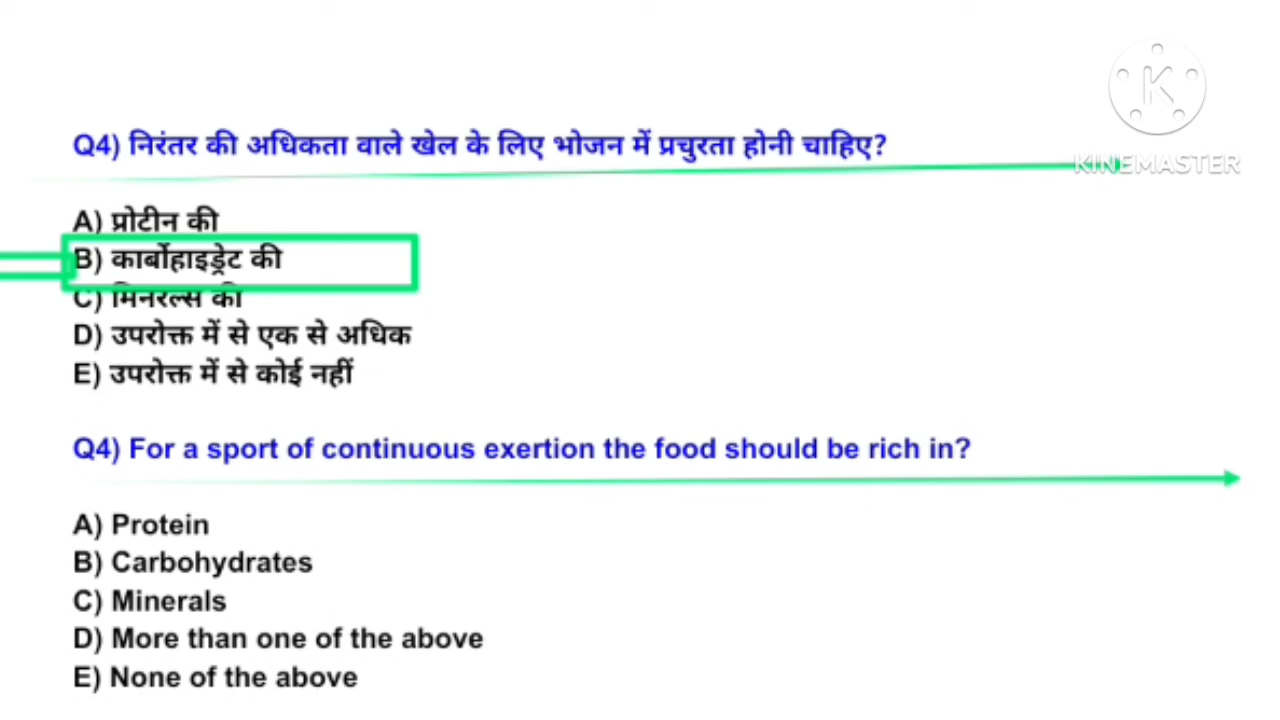 KINEMASTER
Q4) निरंतर की अधिकता वाले खेल के लिए भोजन में प्रचुरता होनी चाहिए?
A) प्रोटीन की
B) कार्बोहाइड्रेट की
C) मिनरल्स की
D) उपरोक्त में से एक से अधिक
E) उपरोक्त में से कोई नहीं
Q4) For a sport of continuous exertion the food should be rich in?
A) Protein
B) Carbohydrates
C) Minerals
D) More than one of the above
E) None of the above